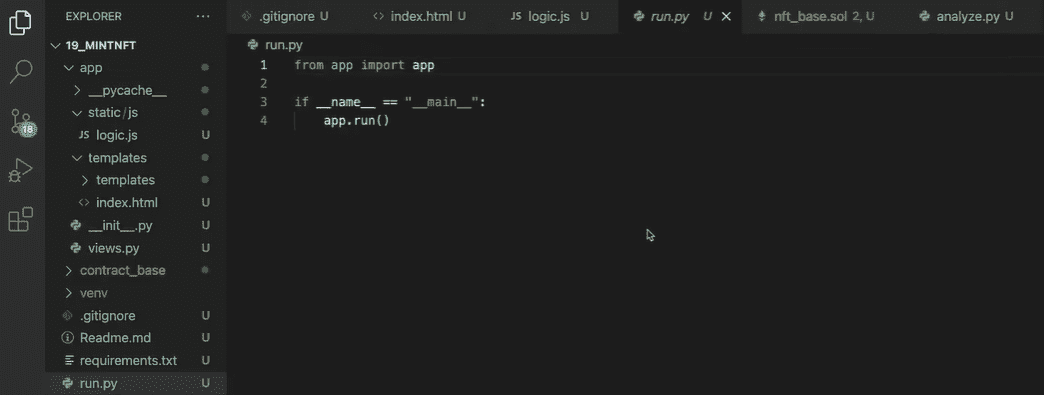 EXPLORER ...
.gitignore U <> index.html U JS logic.js U run.py U × nft_base.sol 2, U analyze.py U
19_MINTNFT
run.py
app
__pycache__
static/js
JS logic.js U
templates
templates
<> index.html U
__init__.py U
views.py U
contract_base
venv
.gitignore U
Readme.md U
requirements.txt U
run.py U
18
1 from app import app
2
3 if __name__ == "__main__":
4 app.run()